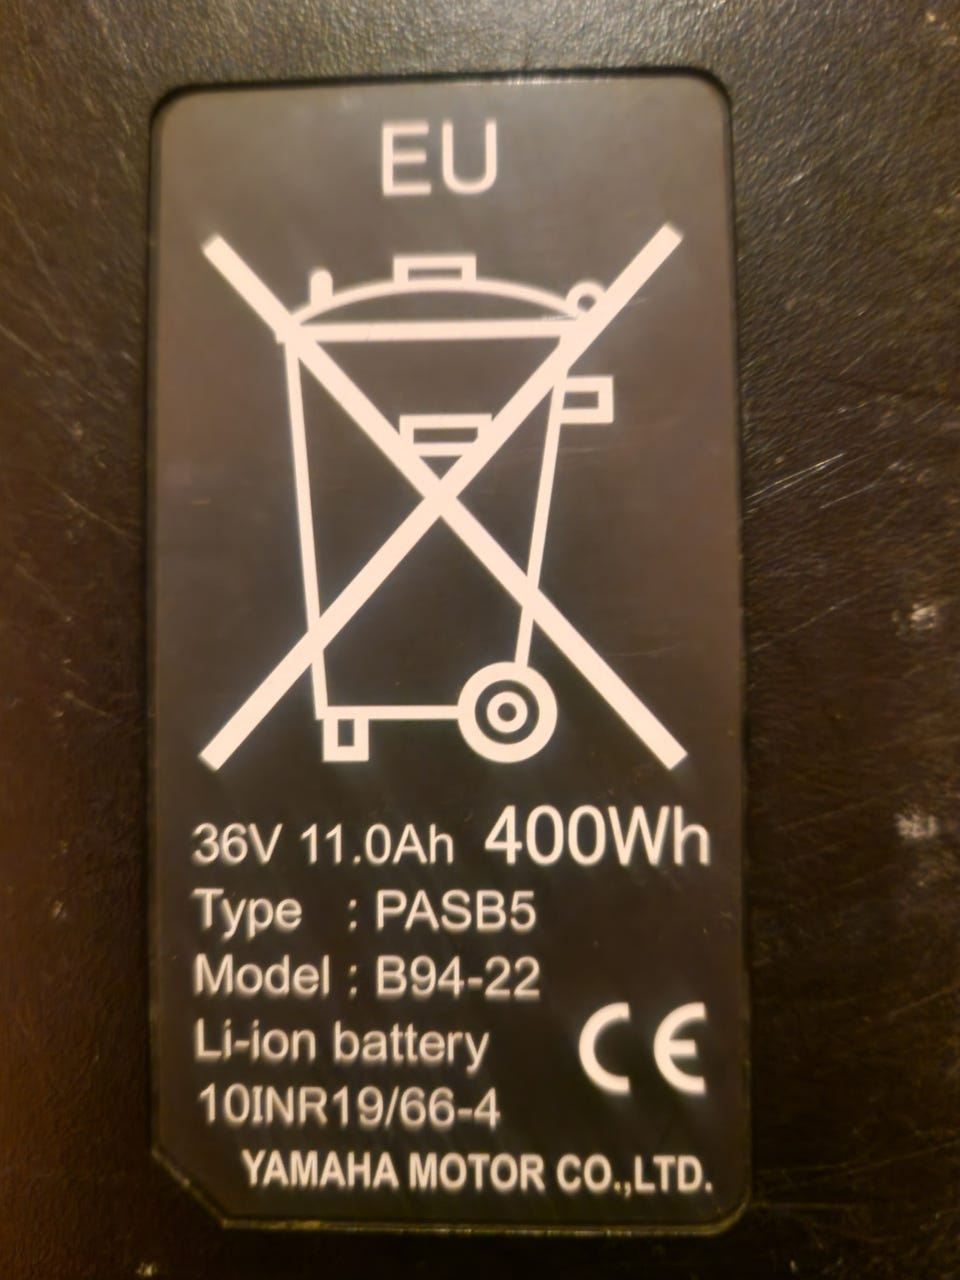 EU
36V 11.0Ah 400Wh
Type : PASB5
Model : B94-22
Li-ion battery
10INR19/66-4
CE
YAMAHA MOTOR CO.,LTD.